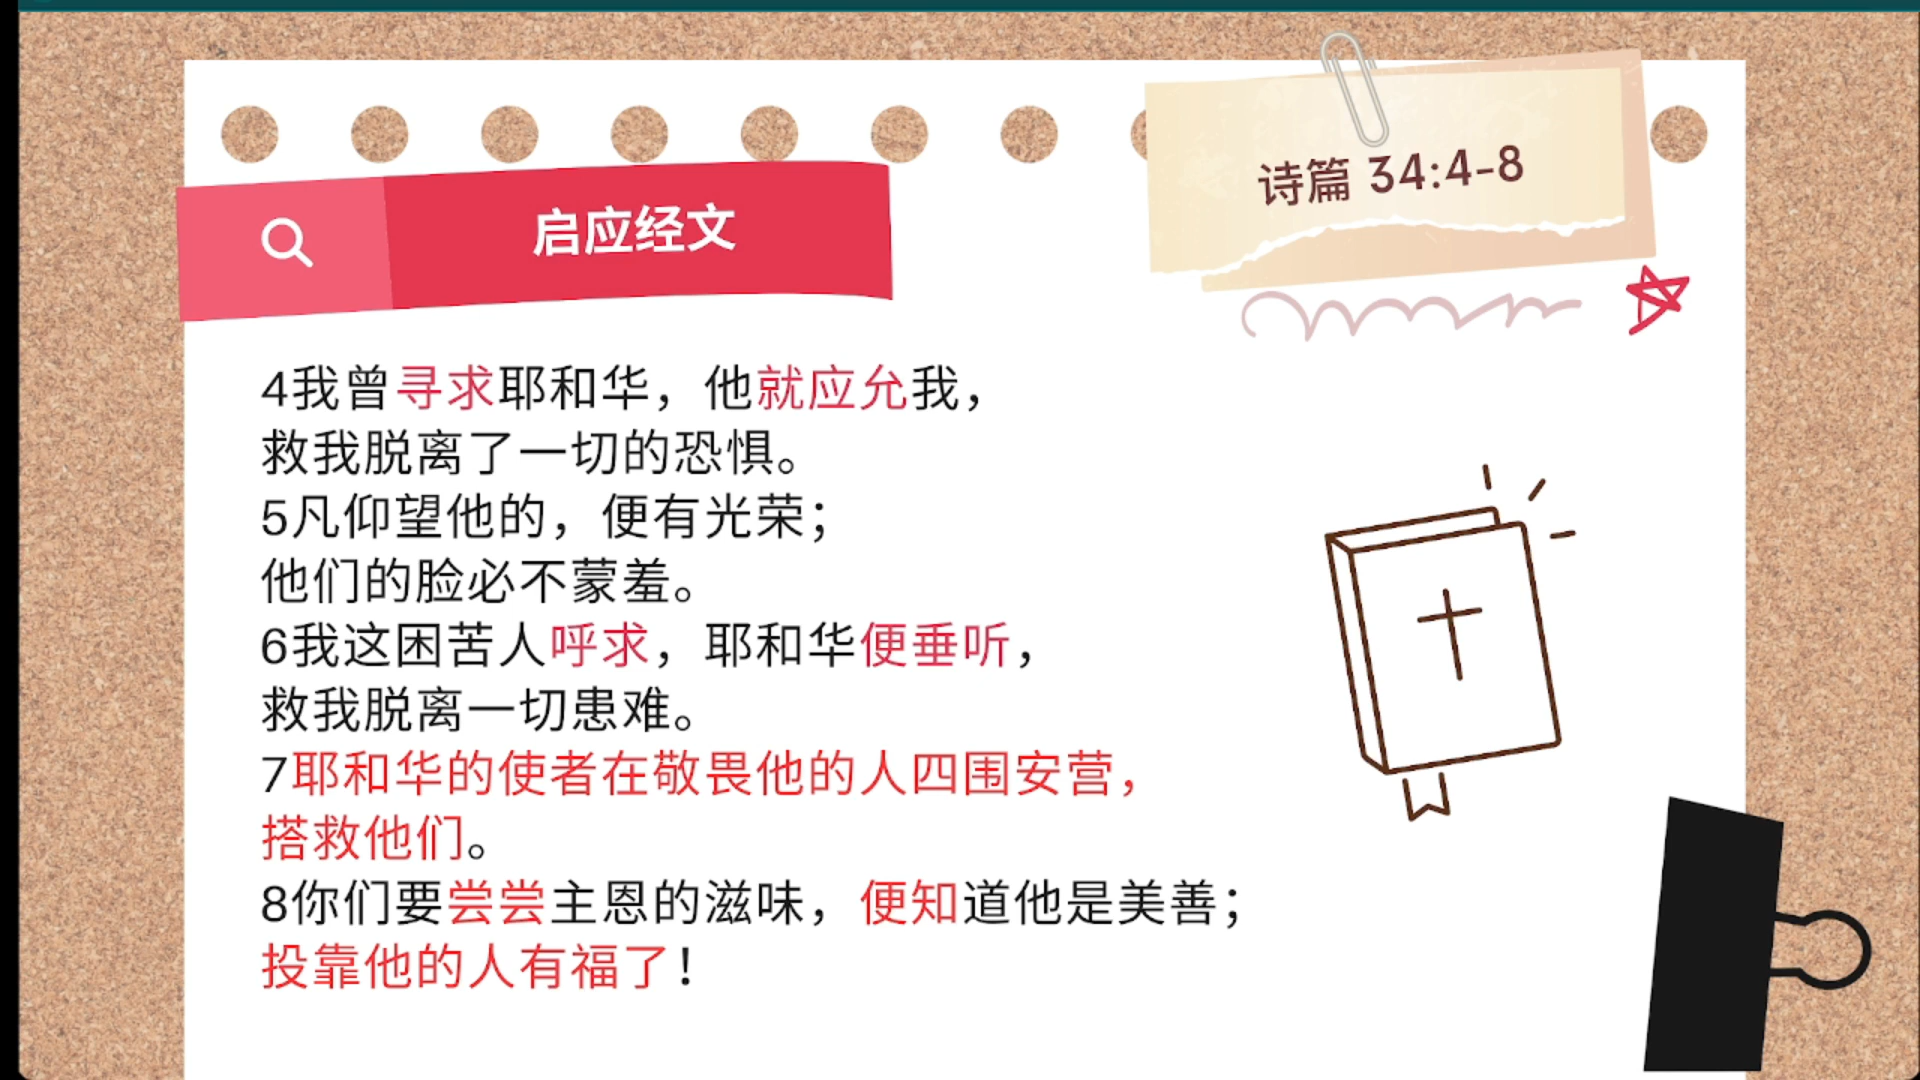 诗篇 34:4-8
启应经文
4我曾寻求耶和华，他就应允我，
救我脱离了一切的恐惧。
5凡仰望他的，便有光荣；
他们的脸必不蒙羞。
6我这困苦人呼求，耶和华便垂听，
救我脱离一切患难。
7耶和华的使者在敬畏他的人四围安营，
搭救他们。
8你们要尝尝主恩的滋味，便知道他是美善；
投靠他的人有福了！